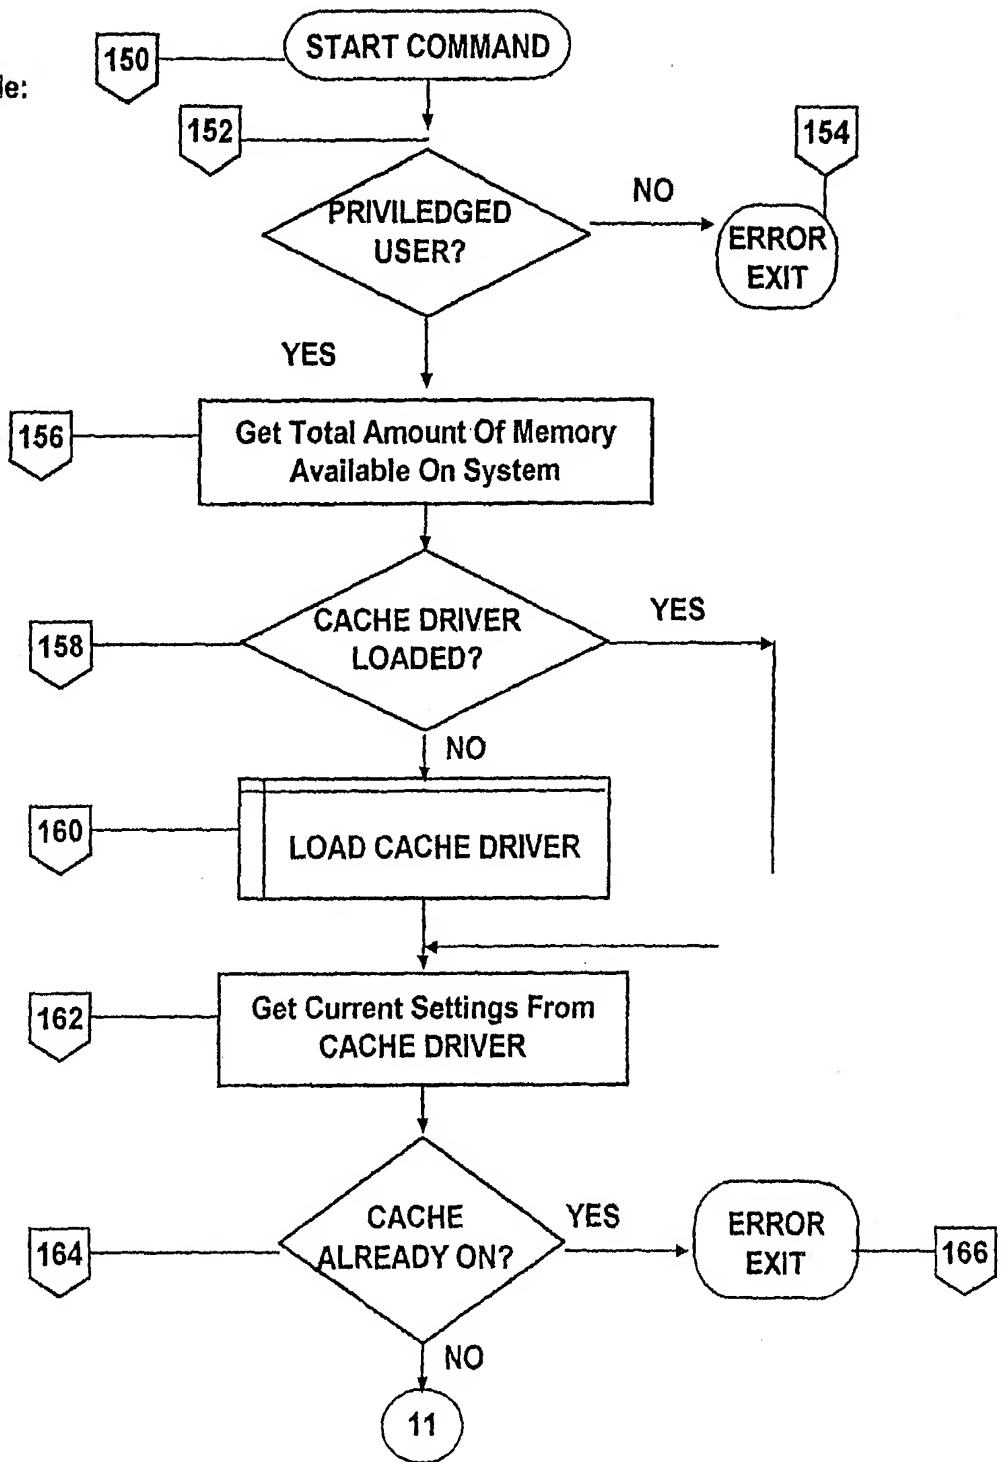 START COMMAND
150
le:
152
154
PRIVILEDGED
USER?
NO
ERROR
EXIT
YES
156
Get Total Amount Of Memory
Available On System
158
CACHE DRIVER
LOADED?
YES
NO
160
LOAD CACHE DRIVER
162
Get Current Settings From
CACHE DRIVER
164
CACHE
ALREADY ON?
YES
ERROR
EXIT
166
NO
11